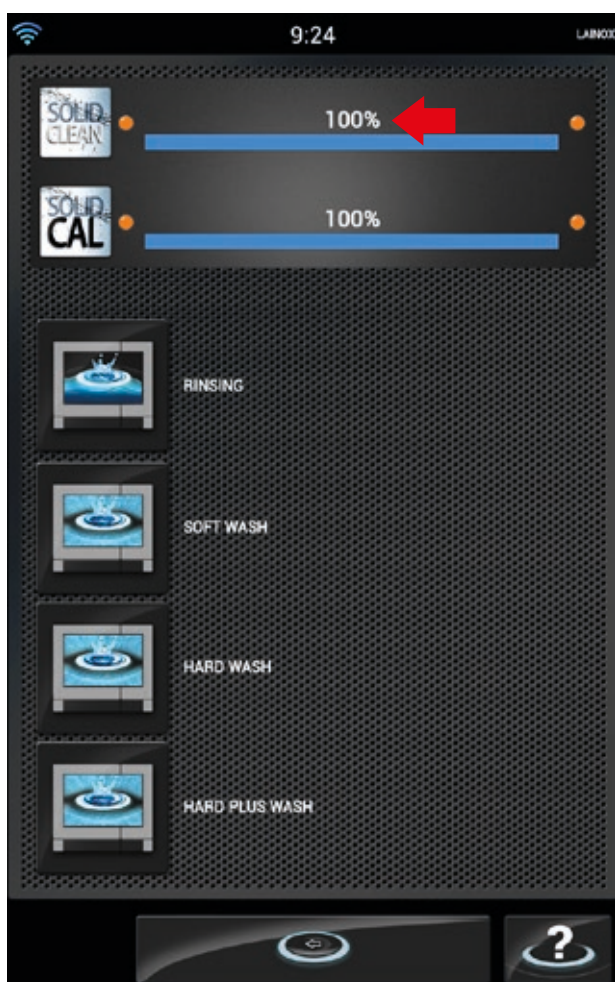 9:24
LAINOX
SOLID
CLEAN
100%
SOLID
CAL
100%
RINSING
SOFT WASH
HARD WASH
HARD PLUS WASH
?